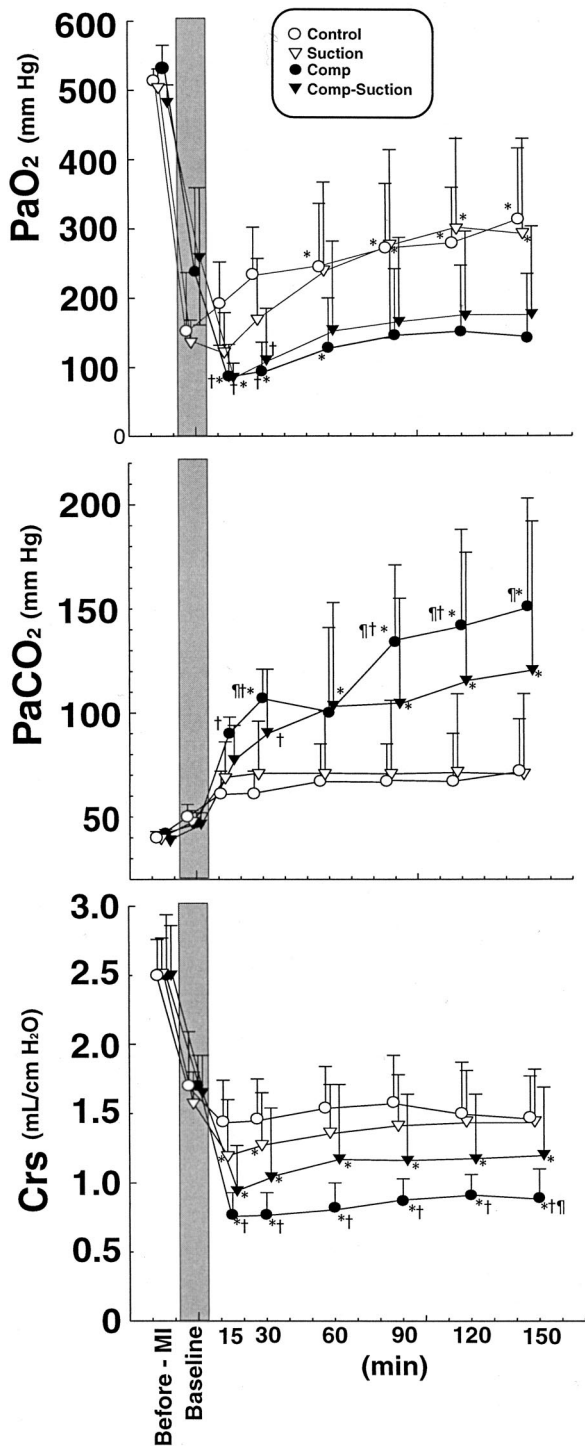 Control
Suction
Comp
Comp-Suction
PaO₂ (mm Hg)
600
500
400
300
200
100
0
* * * * * * *
†* † * † * † *
PaCO₂ (mm Hg)
200
150
100
50
† ¶†* † * ¶†* * ¶†* * ¶* *
Crs (mL/cm H₂O)
3.0
2.5
2.0
1.5
1.0
0.5
0
* * * * * * * *
*† *† *† *† *† *†¶
Before - MI
Baseline
15 30 60 90 120 150
(min)